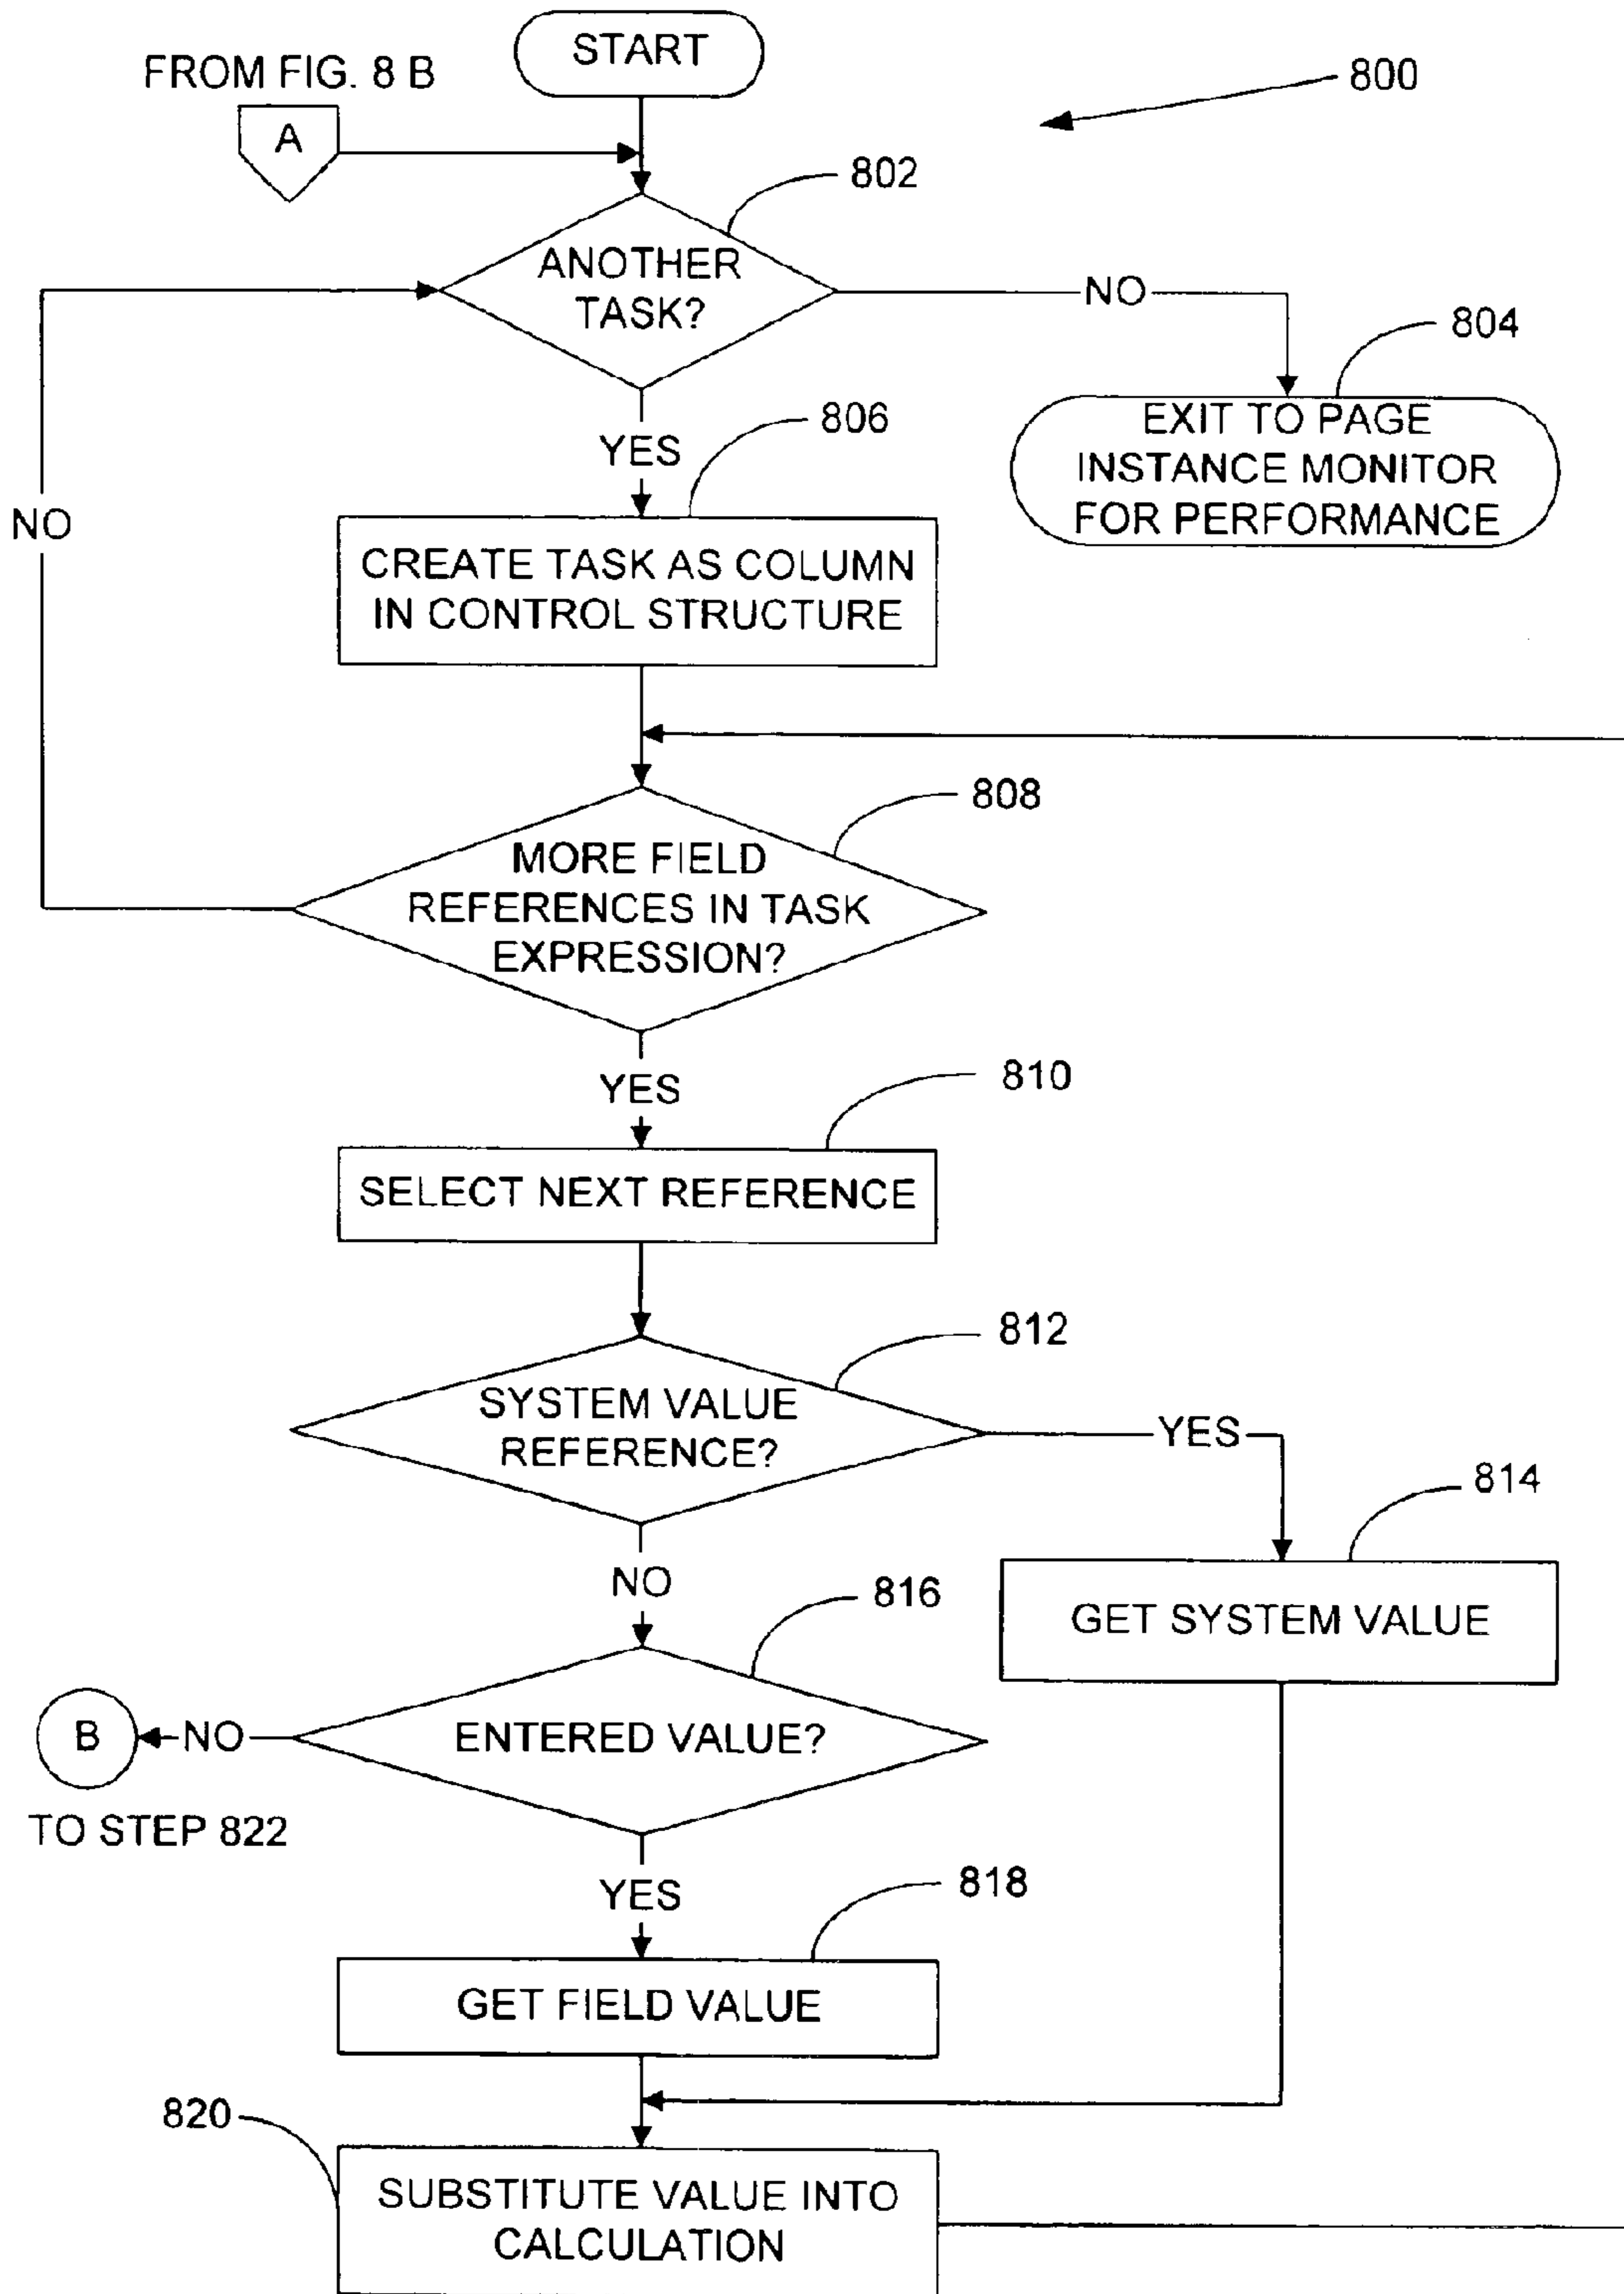 START
FROM FIG. 8 B
800
A
802
ANOTHER
TASK?
NO
804
EXIT TO PAGE
INSTANCE MONITOR
FOR PERFORMANCE
YES
806
NO
CREATE TASK AS COLUMN
IN CONTROL STRUCTURE
808
MORE FIELD
REFERENCES IN TASK
EXPRESSION?
YES
810
SELECT NEXT REFERENCE
812
SYSTEM VALUE
REFERENCE?
YES
814
NO
816
GET SYSTEM VALUE
B
NO
ENTERED VALUE?
TO STEP 822
YES
818
GET FIELD VALUE
820
SUBSTITUTE VALUE INTO
CALCULATION